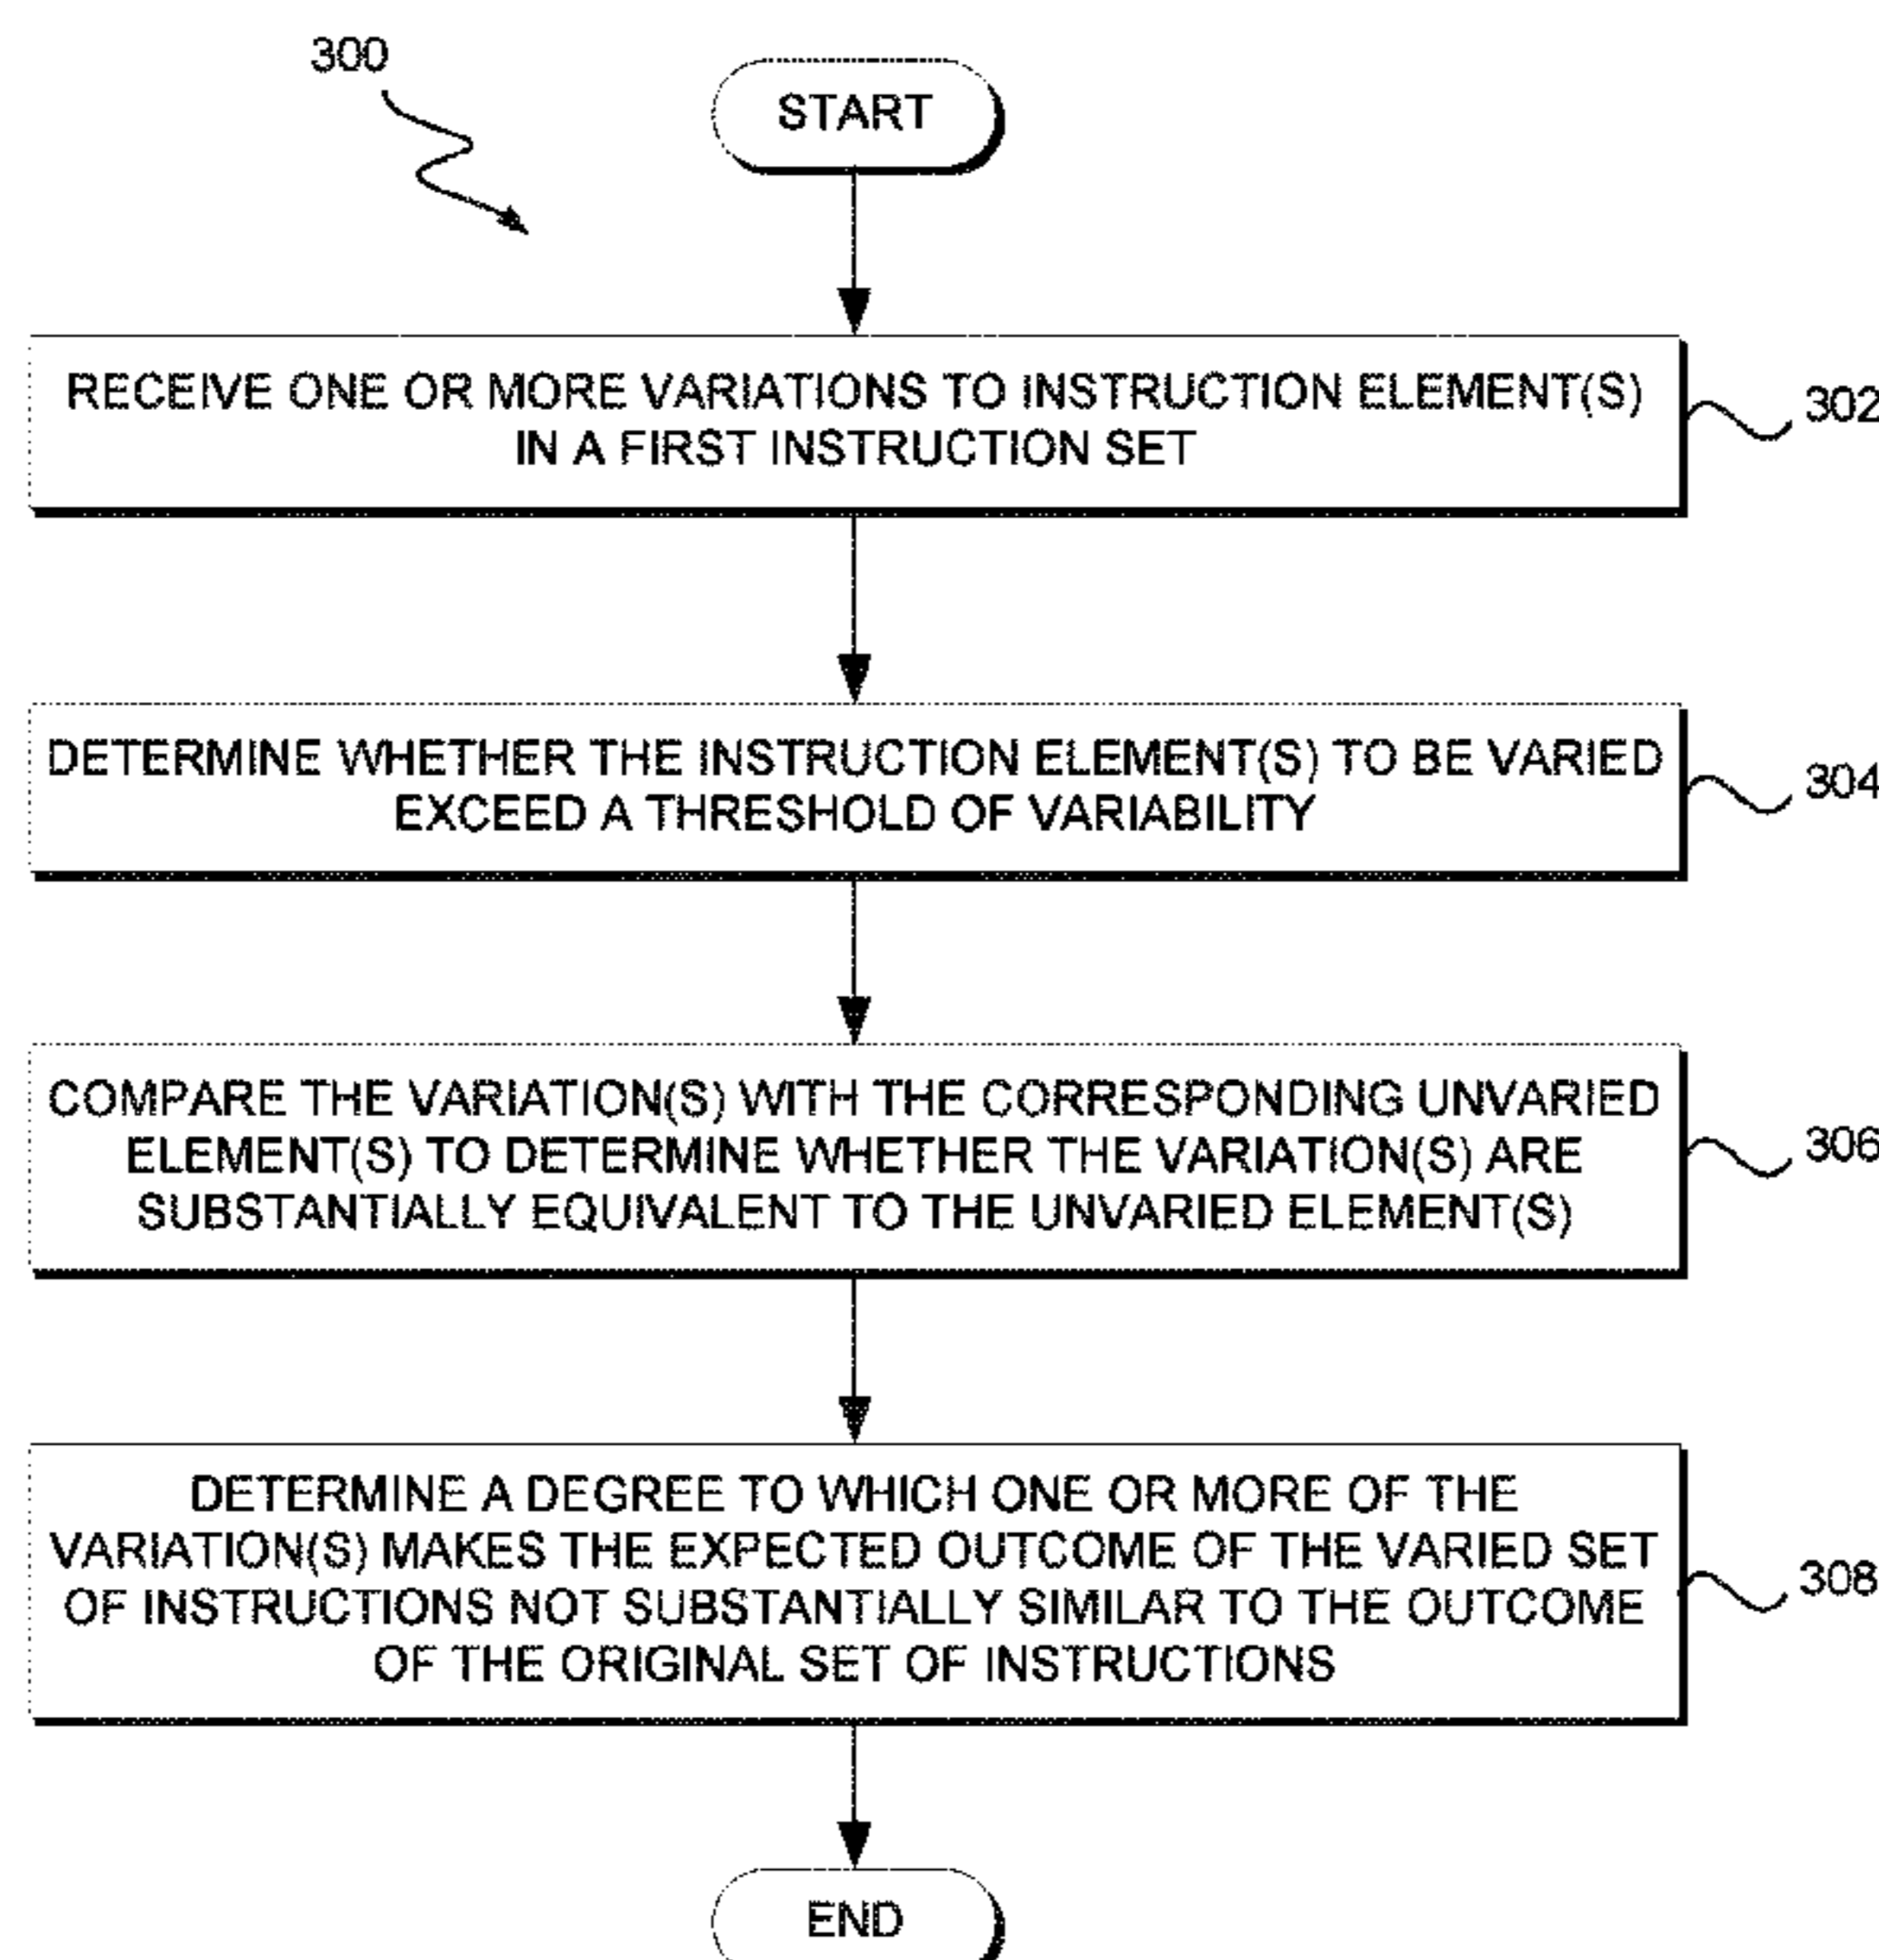 300
START
RECEIVE ONE OR MORE VARIATIONS TO INSTRUCTION ELEMENT(S)
IN A FIRST INSTRUCTION SET
302
DETERMINE WHETHER THE INSTRUCTION ELEMENT(S) TO BE VARIED
EXCEED A THRESHOLD OF VARIABILITY
304
COMPARE THE VARIATION(S) WITH THE CORRESPONDING UNVARIED
ELEMENT(S) TO DETERMINE WHETHER THE VARIATION(S) ARE
SUBSTANTIALLY EQUIVALENT TO THE UNVARIED ELEMENT(S)
306
DETERMINE A DEGREE TO WHICH ONE OR MORE OF THE
VARIATION(S) MAKES THE EXPECTED OUTCOME OF THE VARIED SET
OF INSTRUCTIONS NOT SUBSTANTIALLY SIMILAR TO THE OUTCOME
OF THE ORIGINAL SET OF INSTRUCTIONS
308
END